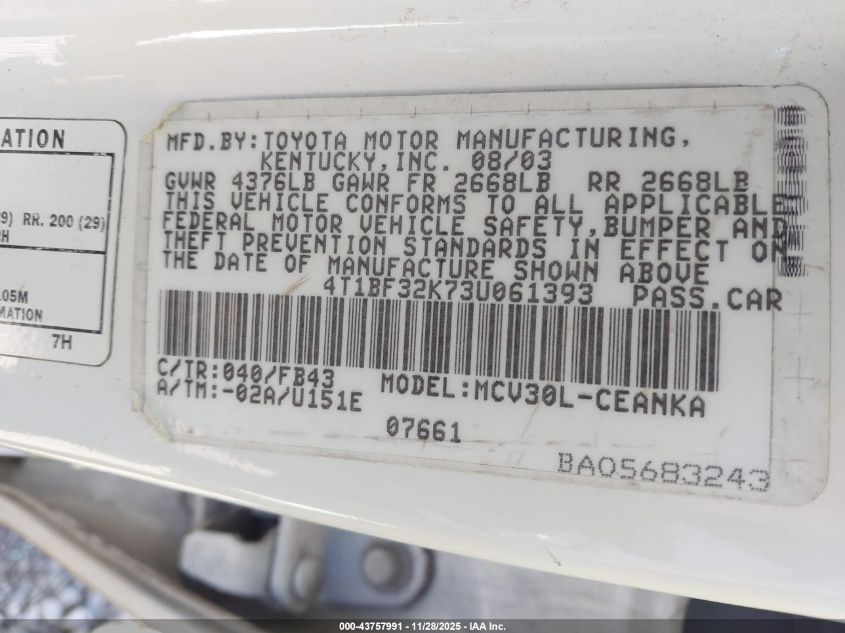 ATION
29) RR. 200 (29)
2H
.05M
RMATION
7H
MFD.BY:TOYOTA MOTOR MANUFACTURING,
KENTUCKY,INC. 08/03
GVWR 4376LB GAWR FR 2668LB RR 2668LB
THIS VEHICLE CONFORMS TO ALL APPLICABLE
FEDERAL MOTOR VEHICLE SAFETY,BUMPER AND
THEFT PREVENTION STANDARDS IN EFFECT ON
THE DATE OF MANUFACTURE SHOWN ABOVE
4T1BF32K73U061393 PASS.CAR
C/TR:040/FB43 MODEL:MCV30L-CEANKA
A/TM:-02A/U151E
07661
BA05683243
000-43757991 - 11/28/2025 - IAA Inc.